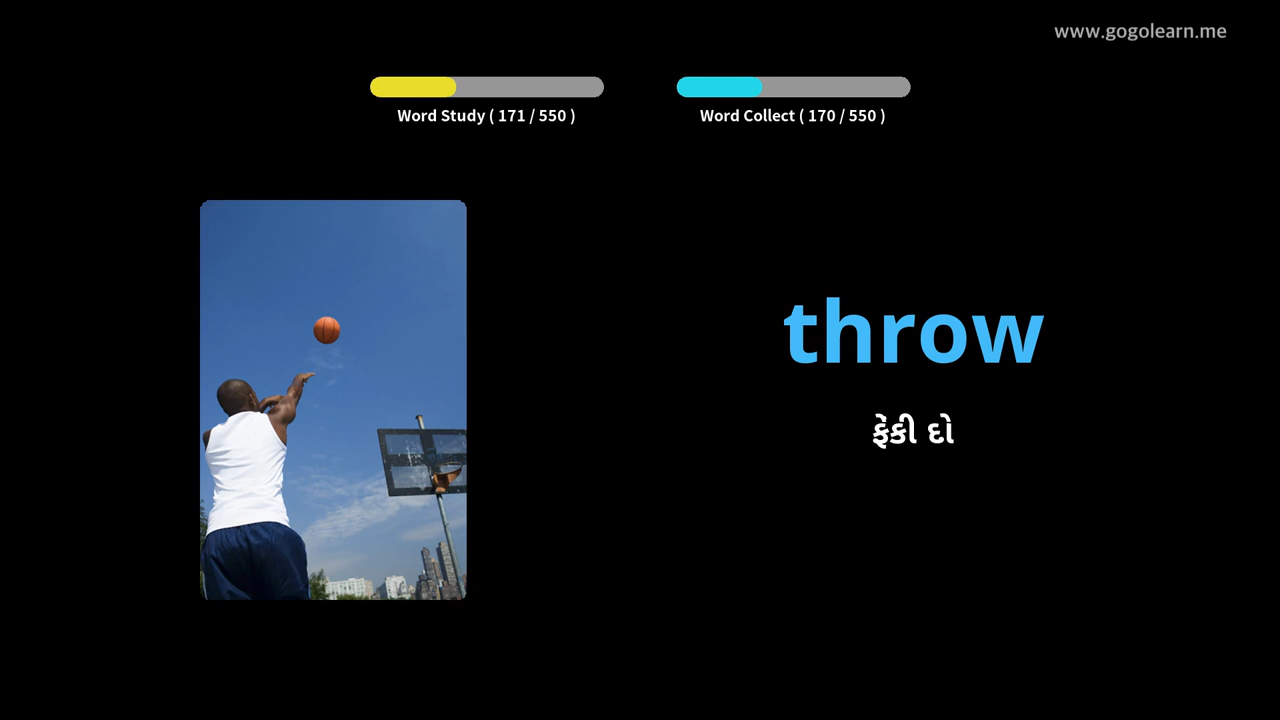 www.gogolearn.me
Word Study ( 171 / 550 )
Word Collect ( 170 / 550 )
throw
ફેંકી દો